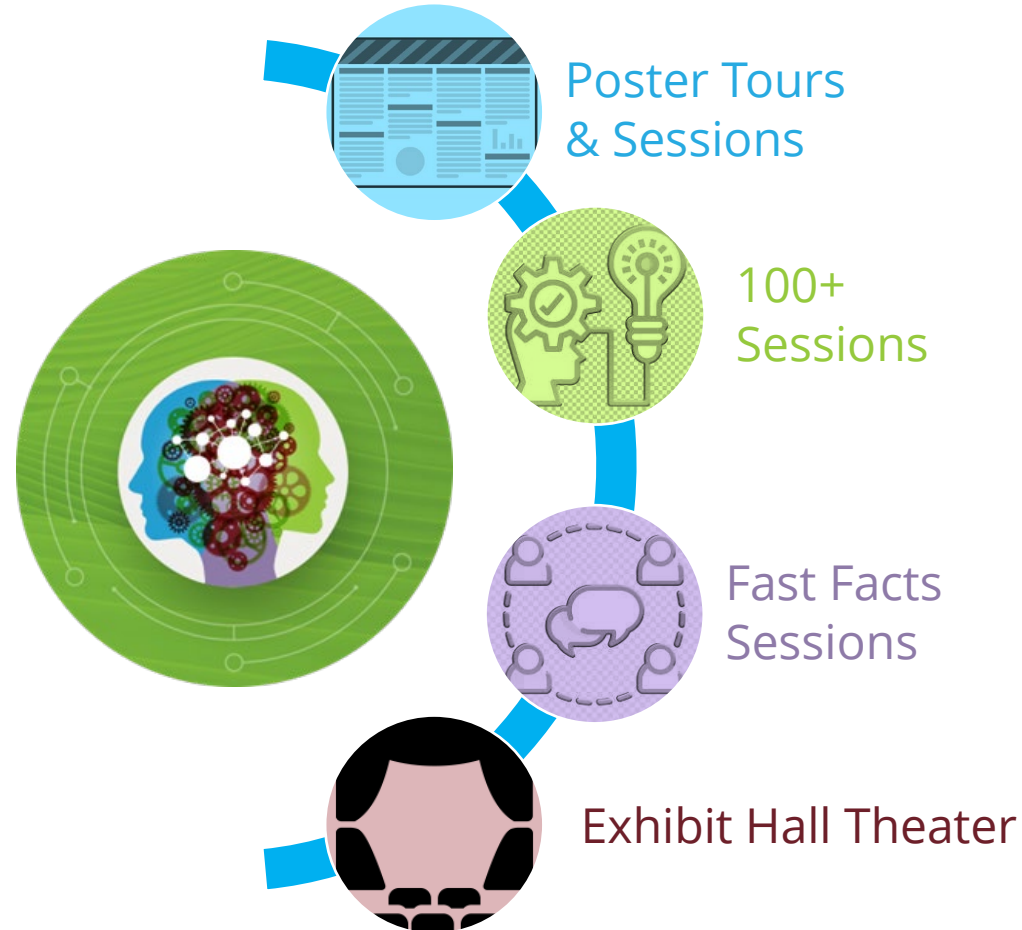 Poster Tours
& Sessions
100+
Sessions
Fast Facts
Sessions
Exhibit Hall Theater